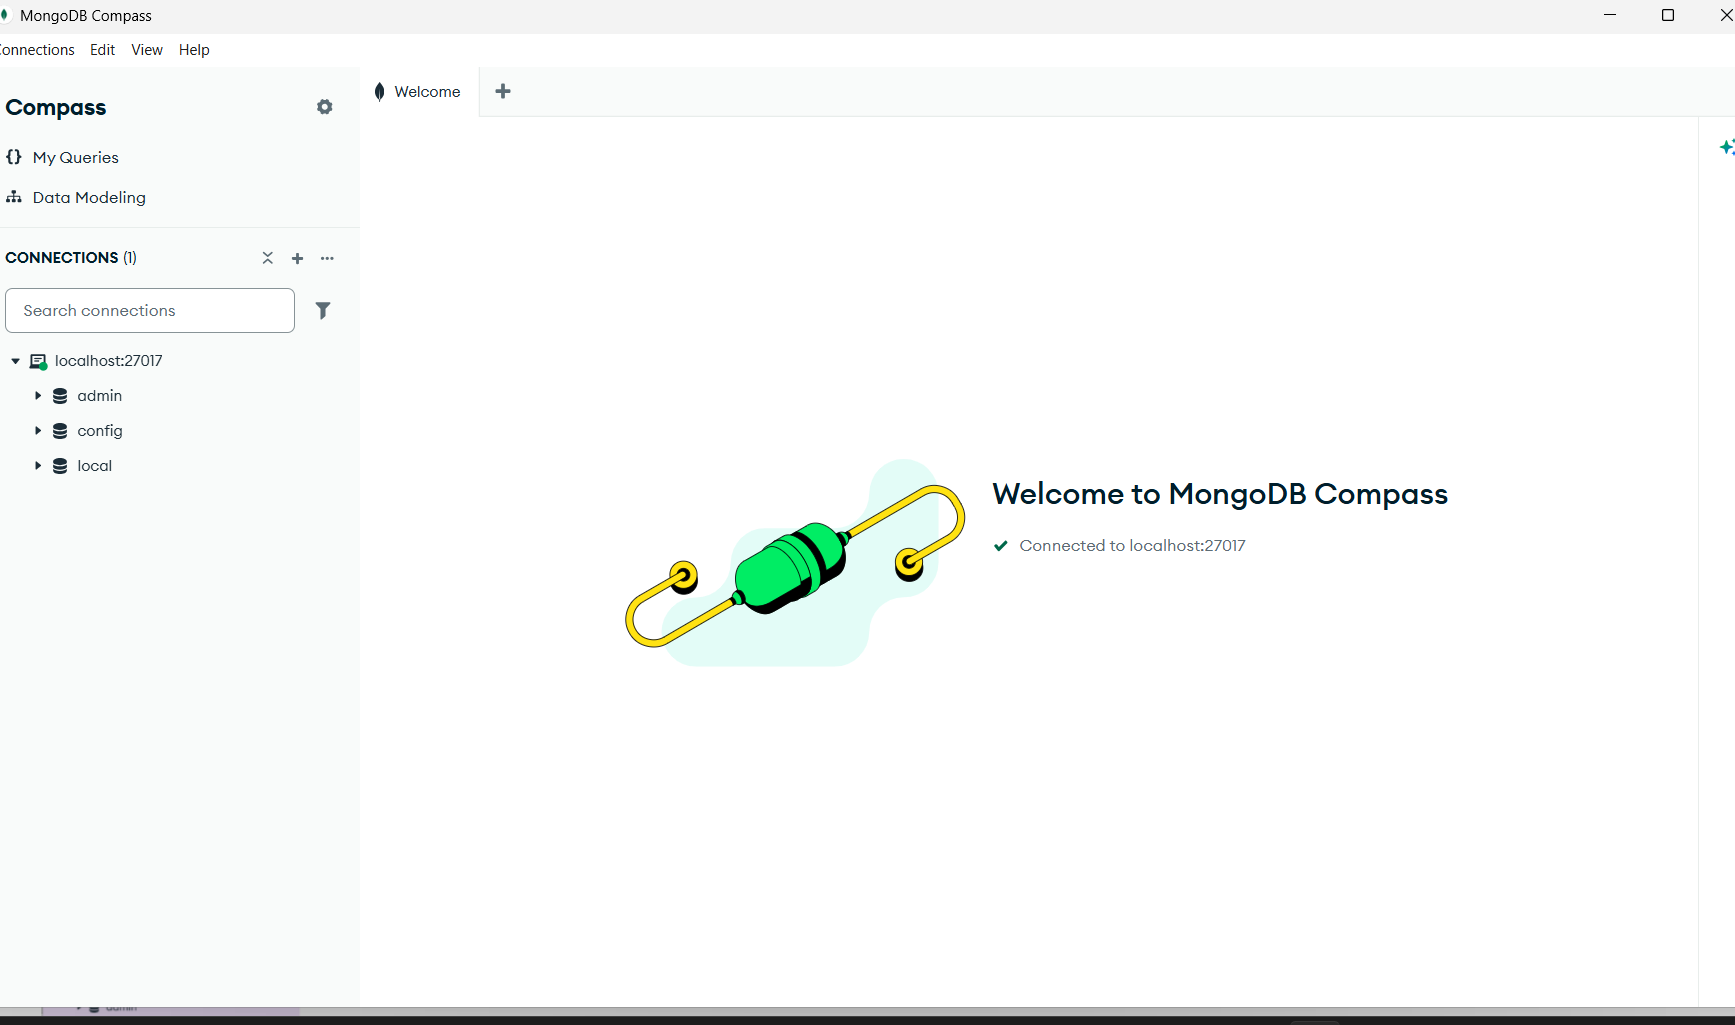 MongoDB Compass
onnections Edit View Help
Compass
My Queries
Data Modeling
CONNECTIONS (1)
Search connections
localhost:27017
admin
config
local
Welcome
Welcome to MongoDB Compass
Connected to localhost:27017
admin